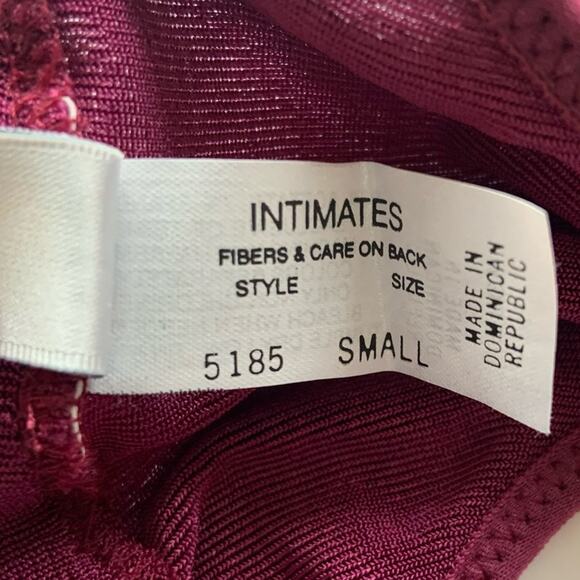 INTIMATES
FIBERS & CARE ON BACK
STYLE SIZE
5185 SMALL
MADE IN
DOMINICAN
REPUBLIC